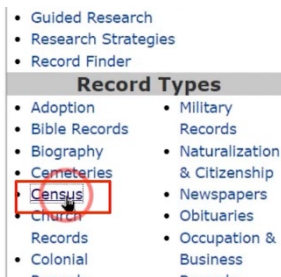 Guided Research
Research Strategies
Record Finder
Record Types
Adoption
Bible Records
Biography
Cemeteries
Census
Church
Records
Colonial
Military
Records
Naturalization
& Citizenship
Newspapers
Obituaries
Occupation &
Business